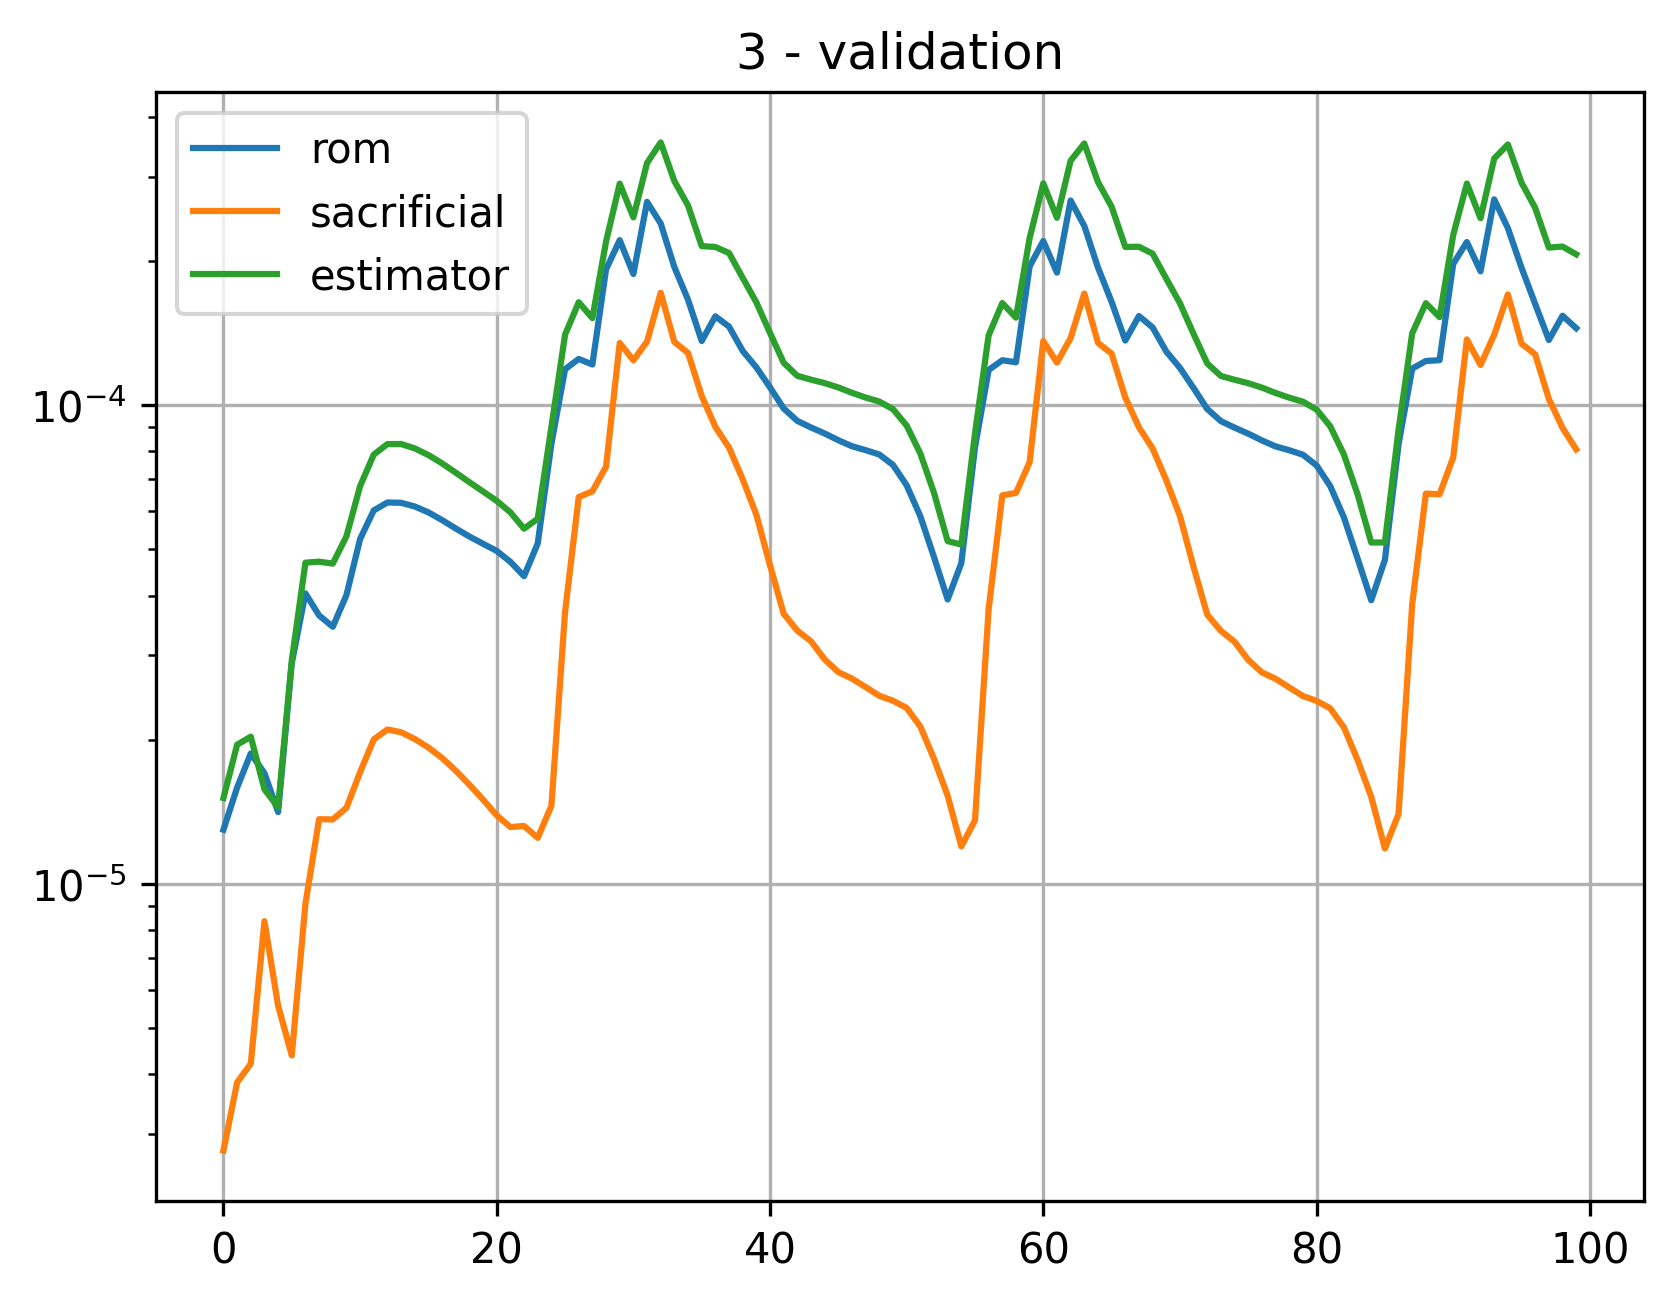 3 - validation
rom
sacrificial
estimator
10⁻⁴
10⁻⁵
0 20 40 60 80 100